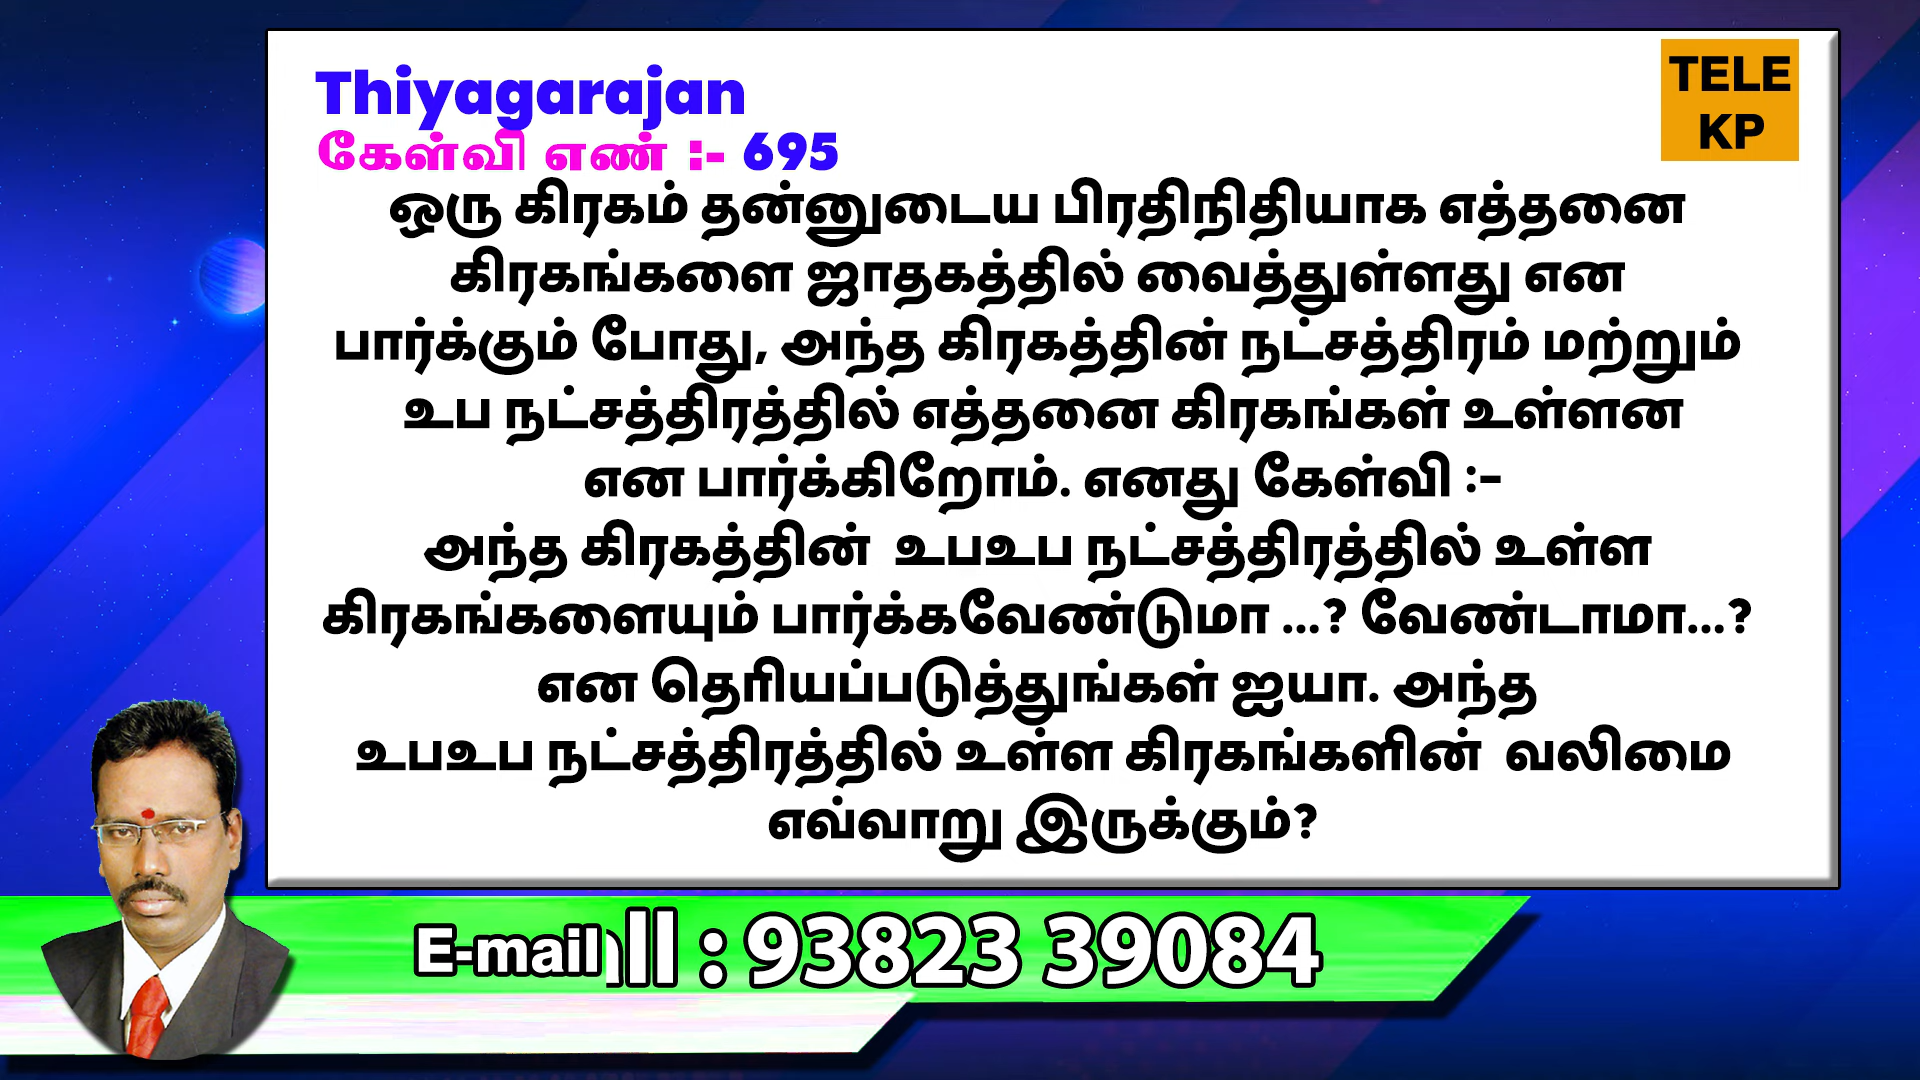 Thiyagarajan
TELE
KP
கேள்வி எண் :- 695
ஒரு கிரகம் தன்னுடைய பிரதிநிதியாக எத்தனை
கிரகங்களை ஜாதகத்தில் வைத்துள்ளது என
பார்க்கும் போது, அந்த கிரகத்தின் நட்சத்திரம் மற்றும்
உப நட்சத்திரத்தில் எத்தனை கிரகங்கள் உள்ளன
என பார்க்கிறோம். எனது கேள்வி :-
அந்த கிரகத்தின் உபஉப நட்சத்திரத்தில் உள்ள
கிரகங்களையும் பார்க்கவேண்டுமா ...? வேண்டாமா...?
என தெரியப்படுத்துங்கள் ஐயா. அந்த
உபஉப நட்சத்திரத்தில் உள்ள கிரகங்களின் வலிமை
எவ்வாறு இருக்கும்?
E-mail ll : 93823 39084